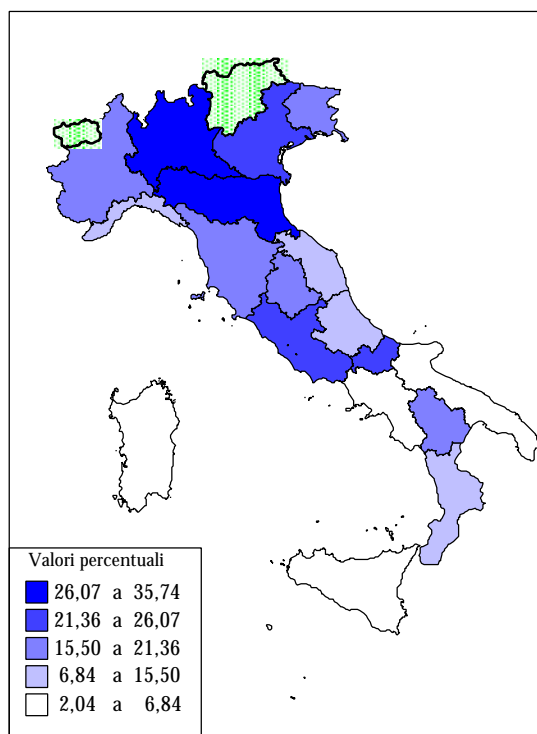 Valori percentuali
26,07 a 35,74
21,36 a 26,07
15,50 a 21,36
6,84 a 15,50
2,04 a 6,84